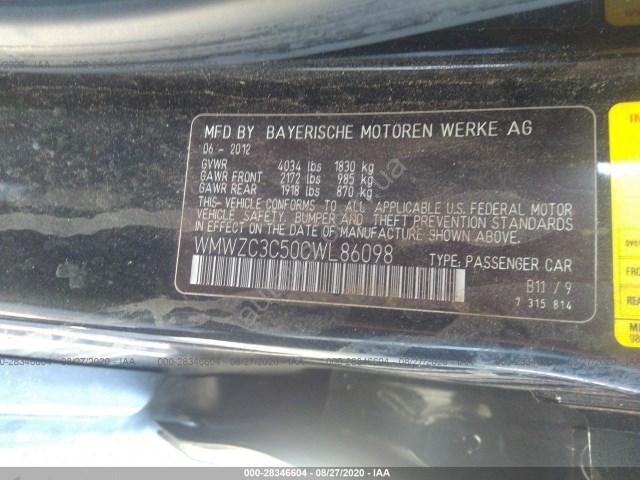 MFD BY BAYERISCHE MOTOREN WERKE AG
06 - 2012
GVWR 4034 lbs 1830 kg
GAWR FRONT 2172 lbs 985 kg
GAWR REAR 1918 lbs 870 kg
THIS- VEHICLE CONFORMS TO ALL APPLICABLE U.S. FEDERAL MOTOR
VEHICLE SAFETY, BUMPER AND THEFT PREVENTION STANDARDS
IN EFFECT ON THE DATE OF MANUFACTURE SHOWN ABOVE.
WMWZC3C50CWL86098 TYPE: PASSENGER CAR
B11 / 9
7 315 814
000-28346604 - 08/27/2020 - IAA